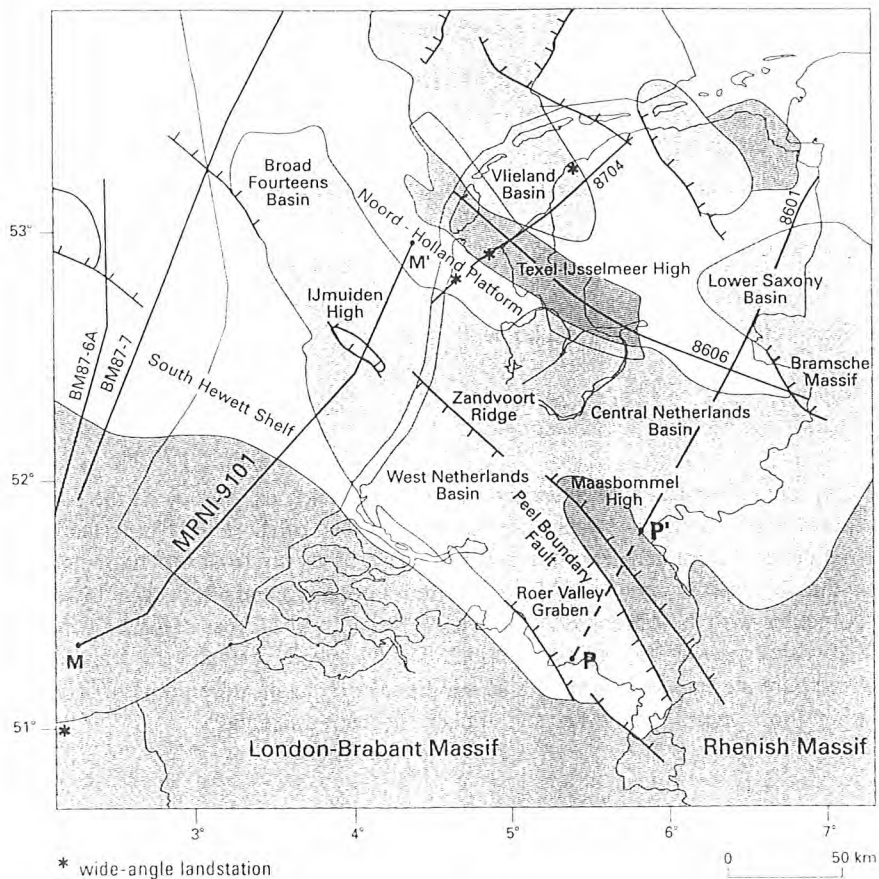 Broad
Fourteens
Basin
Vlieland
Basin
8704
8601
53°
M'
Noord - Holland Platform
Texel-IJsselmeer High
Lower Saxony
Basin
IJmuiden
High
BM87-6A
BM87-7
8606
Bramsche
Massif
South Hewett Shelf
Zandvoort
Ridge
Central Netherlands
Basin
MPNI-9101
52°
West Netherlands
Basin
Maasbommel
High
Peel Boundary
Fault
P'
Roer Valley
Graben
M
P
51°
London-Brabant Massif
Rhenish Massif
3°
4°
5°
6°
7°
* wide-angle landstation
0
50 km